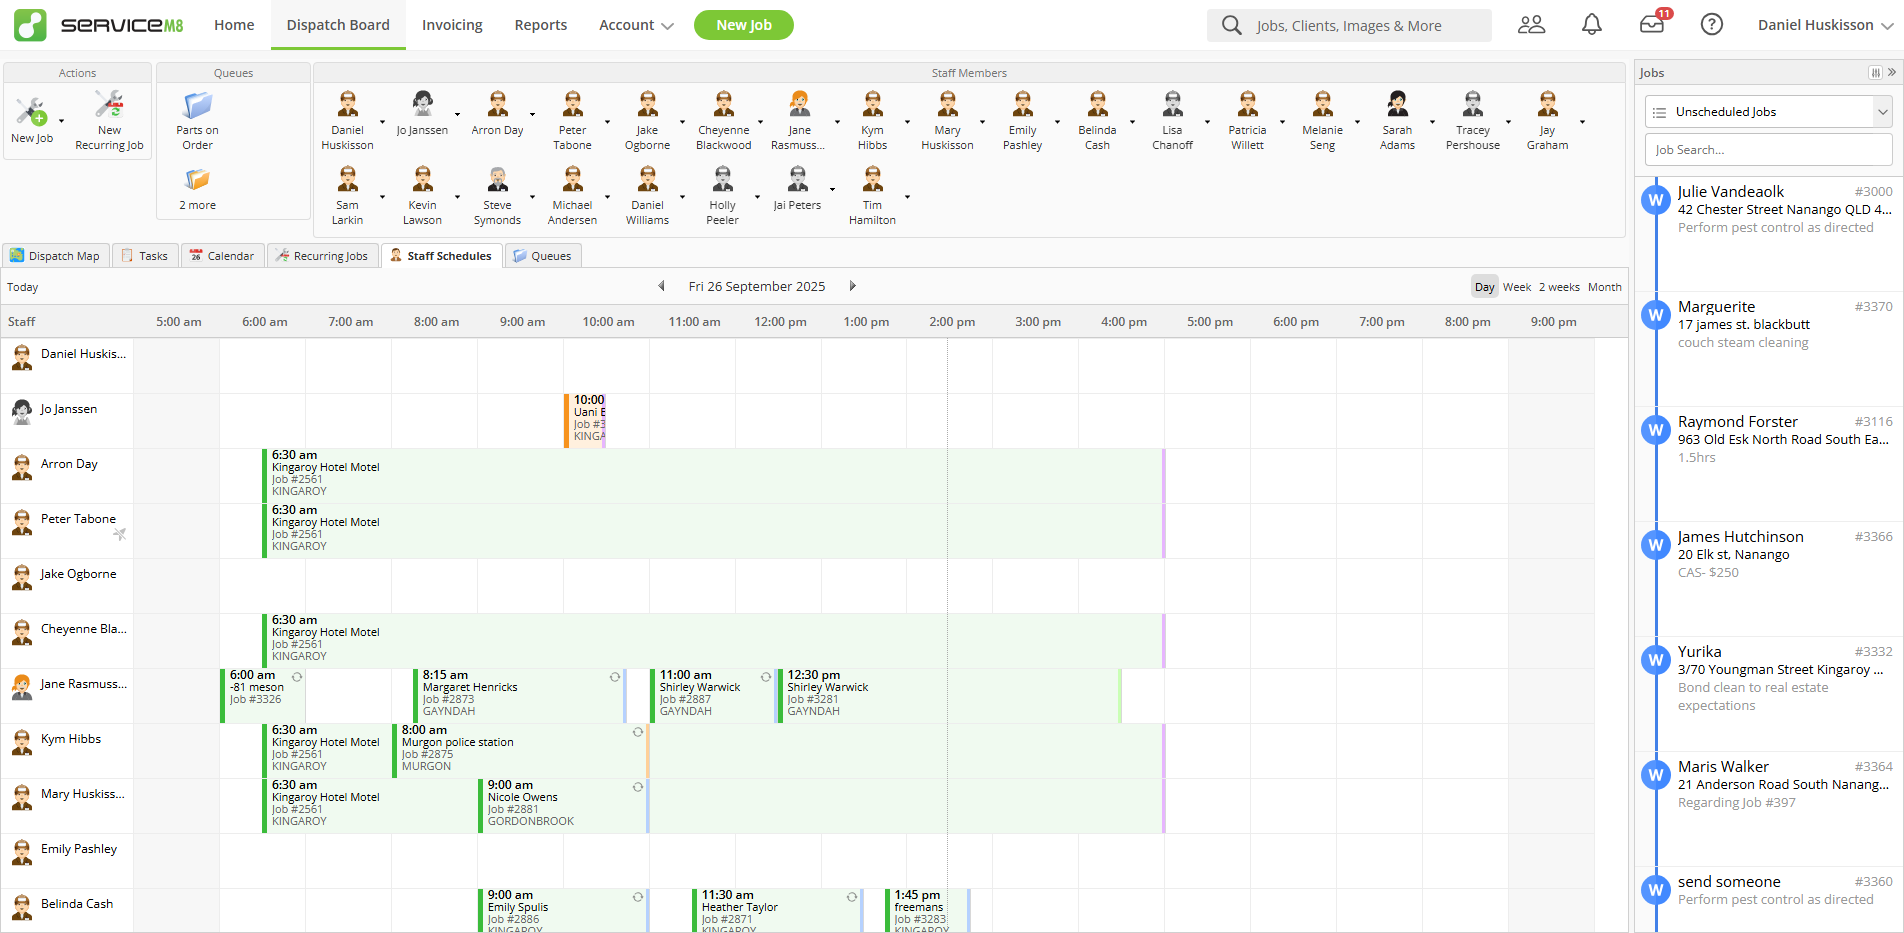 SERVICEM8
Home
Dispatch Board
Invoicing
Reports
Account
New Job
Jobs, Clients, Images & More
11
Daniel Huskisson
Actions
New Job
New
Recurring Job
Queues
Parts on
Order
2 more
Staff Members
Daniel
Huskisson
Jo Janssen
Arron Day
Peter
Tabone
Jake
Ogborne
Cheyenne
Blackwood
Jane
Rasmuss...
Kym
Hibbs
Mary
Huskisson
Emily
Pashley
Belinda
Cash
Lisa
Chanoff
Patricia
Willett
Melanie
Seng
Sarah
Adams
Tracey
Pershouse
Jay
Graham
Sam
Larkin
Kevin
Lawson
Steve
Symonds
Michael
Andersen
Daniel
Williams
Holly
Peeler
Jai Peters
Tim
Hamilton
Dispatch Map
Tasks
26
Calendar
Recurring Jobs
Staff Schedules
Queues
Today
Fri 26 September 2025
Day
Week
2 weeks
Month
Staff
5:00 am
6:00 am
7:00 am
8:00 am
9:00 am
10:00 am
11:00 am
12:00 pm
1:00 pm
2:00 pm
3:00 pm
4:00 pm
5:00 pm
6:00 pm
7:00 pm
8:00 pm
9:00 pm
Daniel Huskis...
Jo Janssen
10:00
Uani E
Job #3
KINGA
Arron Day
6:30 am
Kingaroy Hotel Motel
Job #2561
KINGAROY
Peter Tabone
6:30 am
Kingaroy Hotel Motel
Job #2561
KINGAROY
Jake Ogborne
Cheyenne Bla...
6:30 am
Kingaroy Hotel Motel
Job #2561
KINGAROY
Jane Rasmuss...
6:00 am
-81 meson
Job #3326
8:15 am
Margaret Henricks
Job #2873
GAYNDAH
11:00 am
Shirley Warwick
Job #2887
GAYNDAH
12:30 pm
Shirley Warwick
Job #3281
GAYNDAH
Kym Hibbs
6:30 am
Kingaroy Hotel Motel
Job #2561
KINGAROY
8:00 am
Murgon police station
Job #2875
MURGON
Mary Huskiss...
6:30 am
Kingaroy Hotel Motel
Job #2561
KINGAROY
9:00 am
Nicole Owens
Job #2881
GORDONBROOK
Emily Pashley
Belinda Cash
9:00 am
Emily Spulis
Job #2886
KINGAROY
11:30 am
Heather Taylor
Job #2871
KINGAROY
1:45 pm
freemans
Job #3283
KINGAROY
Jobs
Unscheduled Jobs
Job Search...
W
Julie Vandeaolk
#3000
42 Chester Street Nanango QLD 4...
Perform pest control as directed
W
Marguerite
#3370
17 james st. blackbutt
couch steam cleaning
W
Raymond Forster
#3116
963 Old Esk North Road South Ea...
1.5hrs
W
James Hutchinson
#3366
20 Elk st, Nanango
CAS- $250
W
Yurika
#3332
3/70 Youngman Street Kingaroy ...
Bond clean to real estate
expectations
W
Maris Walker
#3364
21 Anderson Road South Nanang...
Regarding Job #397
W
send someone
#3360
Perform pest control as directed